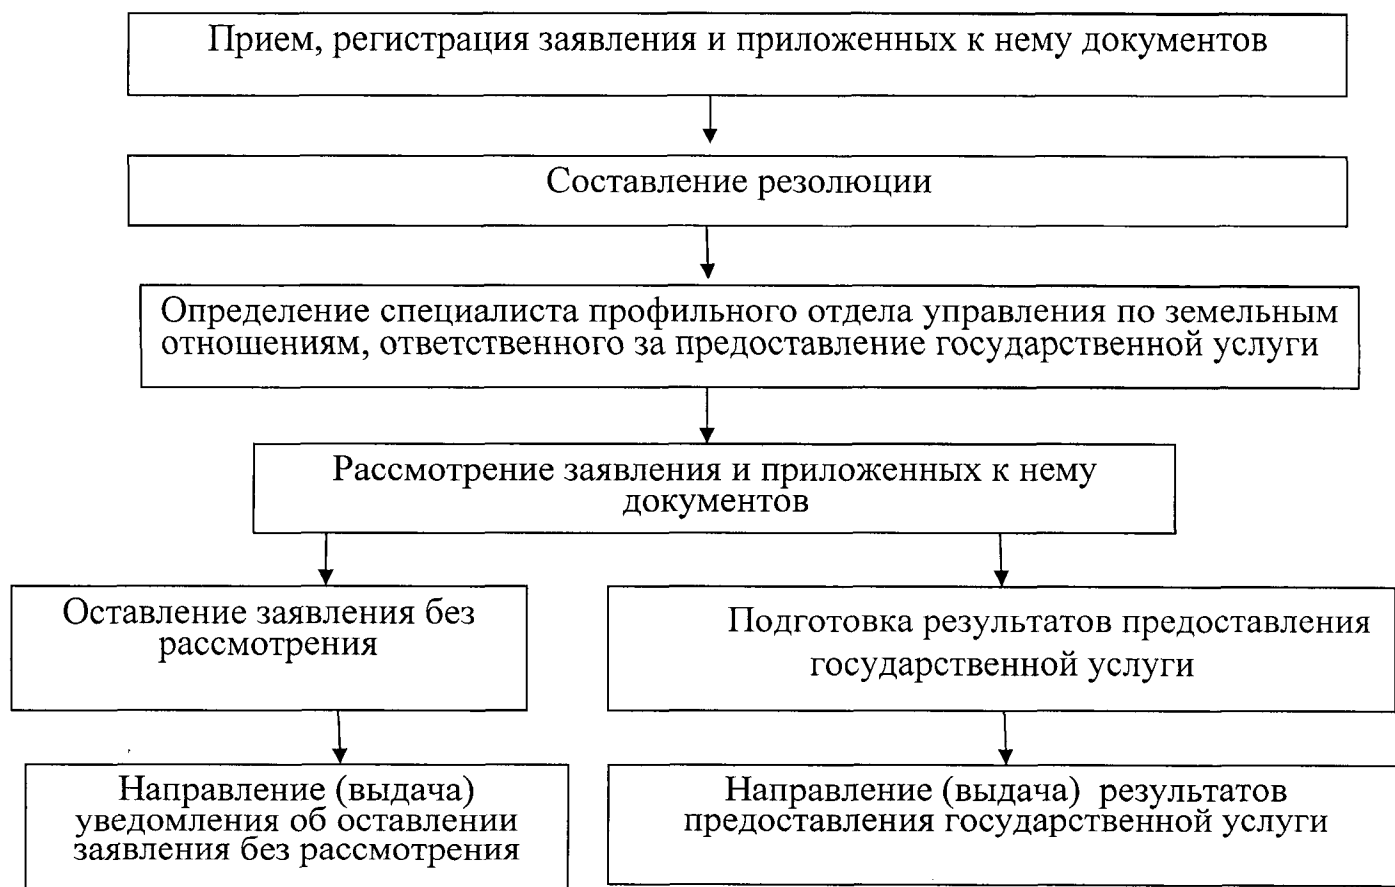 Прием, регистрация заявления и приложенных к нему документов
Составление резолюции
Определение специалиста профильного отдела управления по земельным
отношениям, ответственного за предоставление государственной услуги
Рассмотрение заявления и приложенных к нему
документов
Оставление заявления без
рассмотрения
Подготовка результатов предоставления
государственной услуги
Направление (выдача)
уведомления об оставлении
заявления без рассмотрения
Направление (выдача) результатов
предоставления государственной услуги